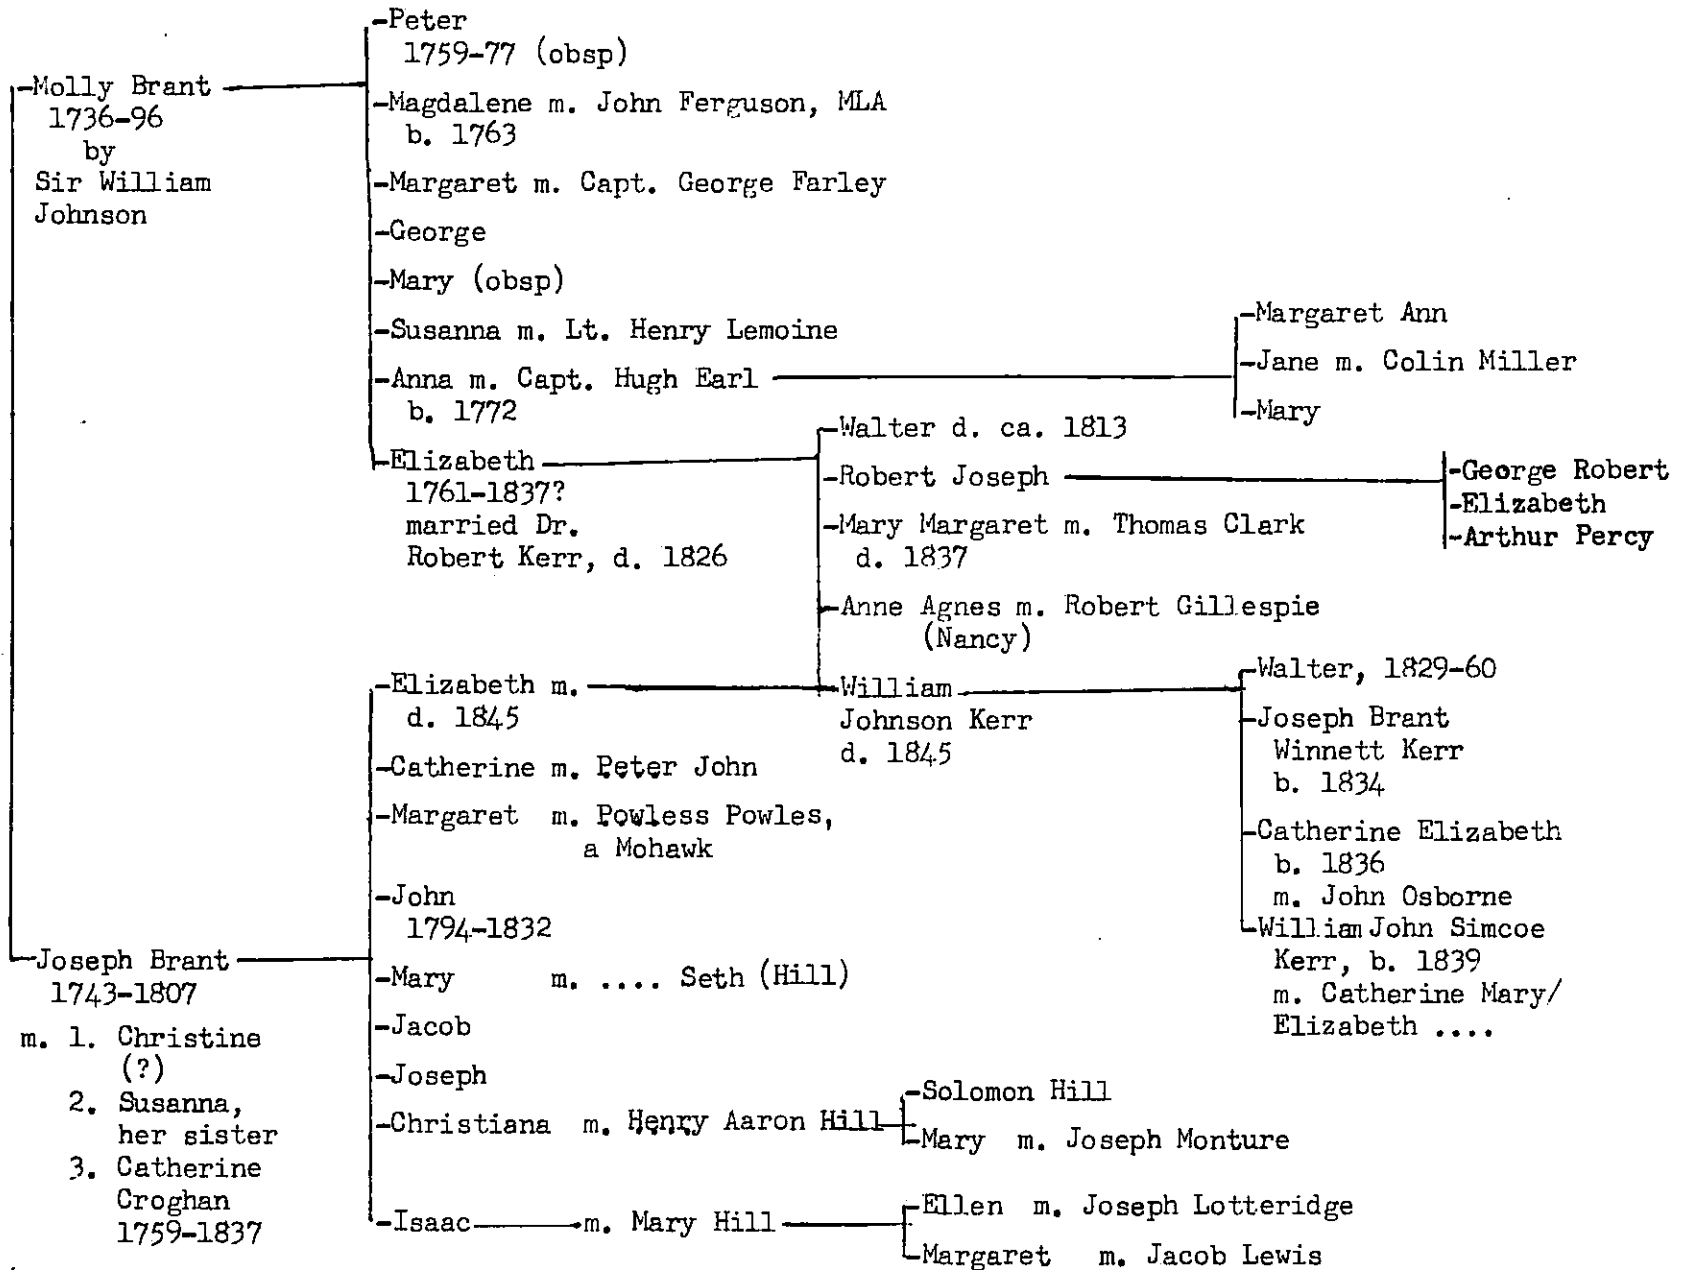 -Molly Brant
1736-96
by
Sir William
Johnson
-Peter
1759-77 (obsp)
-Magdalene m. John Ferguson, MLA
b. 1763
-Margaret m. Capt. George Farley
-George
-Mary (obsp)
-Susanna m. Lt. Henry Lemoine
-Anna m. Capt. Hugh Earl
b. 1772
-Elizabeth
1761-1837?
married Dr.
Robert Kerr, d. 1826
-Margaret Ann
-Jane m. Colin Miller
-Mary
-Walter d. ca. 1813
-Robert Joseph
-Mary Margaret m. Thomas Clark
d. 1837
-Anne Agnes m. Robert Gillespie
(Nancy)
-William
Johnson Kerr
d. 1845
-George Robert
-Elizabeth
-Arthur Percy
-Walter, 1829-60
-Joseph Brant
Winnett Kerr
b. 1834
-Catherine Elizabeth
b. 1836
m. John Osborne
-William John Simcoe
Kerr, b. 1839
m. Catherine Mary/
Elizabeth ....
-Joseph Brant
1743-1807
m. 1. Christine
(?)
2. Susanna,
her sister
3. Catherine
Croghan
1759-1837
-Elizabeth m.
d. 1845
-Catherine m. Peter John
-Margaret m. Powless Powles,
a Mohawk
-John
1794-1832
-Mary m. .... Seth (Hill)
-Jacob
-Joseph
-Christiana m. Henry Aaron Hill
-Solomon Hill
-Mary m. Joseph Monture
-Isaac m. Mary Hill
-Ellen m. Joseph Lotteridge
-Margaret m. Jacob Lewis